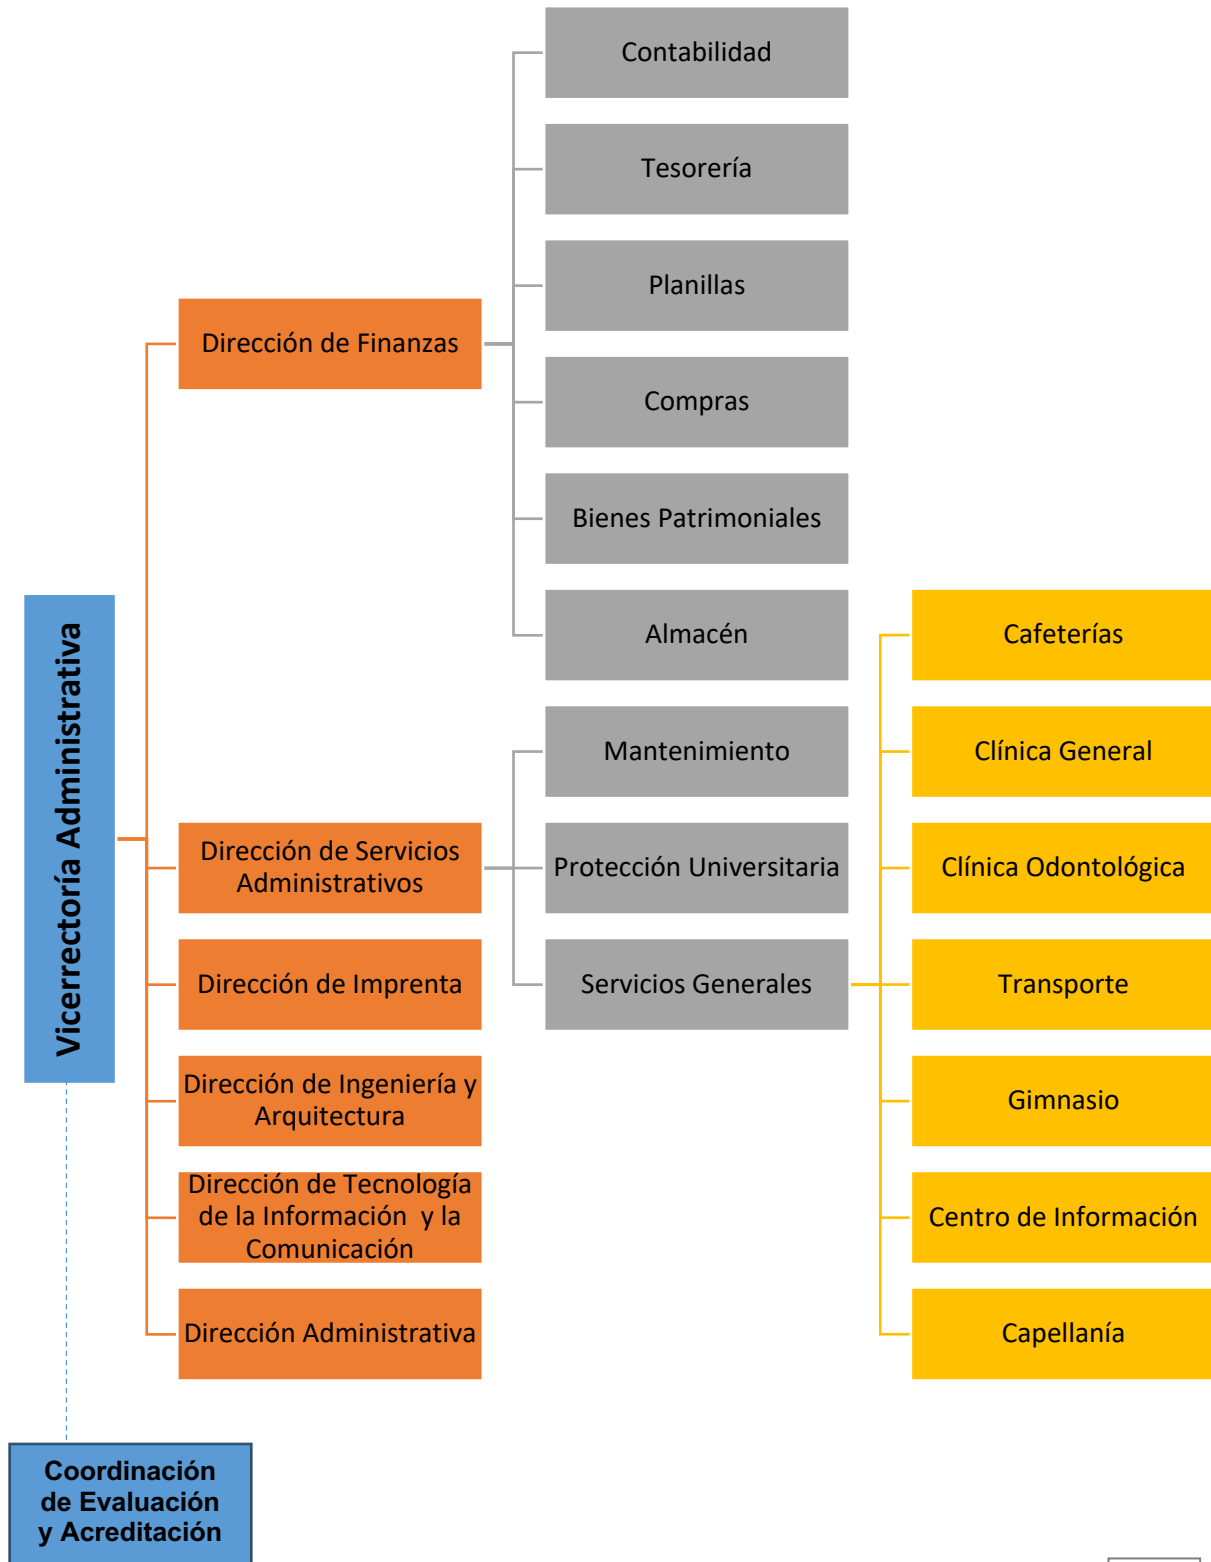 Contabilidad
Tesorería
Planillas
Dirección de Finanzas
Compras
Bienes Patrimoniales
Almacén
Cafeterías
Vicerrectoría Administrativa
Mantenimiento
Clínica General
Dirección de Servicios
Administrativos
Protección Universitaria
Clínica Odontológica
Dirección de Imprenta
Servicios Generales
Transporte
Dirección de Ingeniería y
Arquitectura
Gimnasio
Dirección de Tecnología
de la Información  y la
Comunicación
Centro de Información
Dirección Administrativa
Capellanía
Coordinación
de Evaluación
y Acreditación